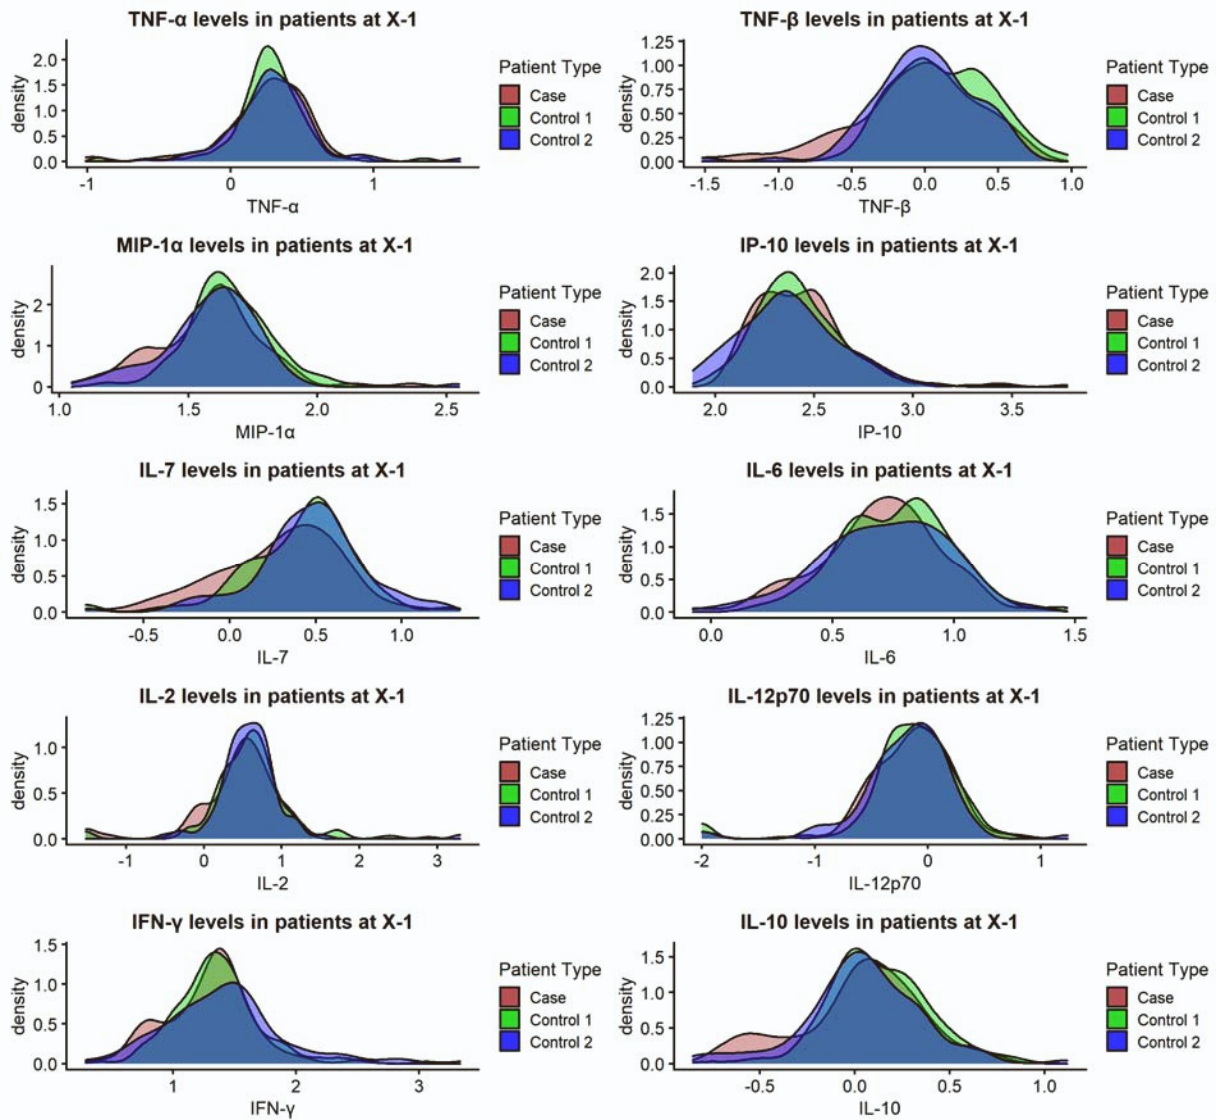 TNF-α levels in patients at X-1
density
2.0
1.5
1.0
0.5
0.0
-1
0
1
TNF-α
Patient Type
Case
Control 1
Control 2
TNF-β levels in patients at X-1
density
1.25
1.00
0.75
0.50
0.25
0.00
-1.5
-1.0
-0.5
0.0
0.5
1.0
TNF-β
Patient Type
Case
Control 1
Control 2
MIP-1α levels in patients at X-1
density
2
1
0
1.0
1.5
2.0
2.5
MIP-1α
Patient Type
Case
Control 1
Control 2
IP-10 levels in patients at X-1
density
2.0
1.5
1.0
0.5
0.0
2.0
2.5
3.0
3.5
IP-10
Patient Type
Case
Control 1
Control 2
IL-7 levels in patients at X-1
density
1.5
1.0
0.5
0.0
-0.5
0.0
0.5
1.0
IL-7
Patient Type
Case
Control 1
Control 2
IL-6 levels in patients at X-1
density
1.5
1.0
0.5
0.0
0.0
0.5
1.0
1.5
IL-6
Patient Type
Case
Control 1
Control 2
IL-2 levels in patients at X-1
density
1.0
0.5
0.0
-1
0
1
2
3
IL-2
Patient Type
Case
Control 1
Control 2
IL-12p70 levels in patients at X-1
density
1.25
1.00
0.75
0.50
0.25
0.00
-2
-1
0
1
IL-12p70
Patient Type
Case
Control 1
Control 2
IFN-γ levels in patients at X-1
density
1.5
1.0
0.5
0.0
1
2
3
IFN-γ
Patient Type
Case
Control 1
Control 2
IL-10 levels in patients at X-1
density
1.5
1.0
0.5
0.0
-0.5
0.0
0.5
1.0
IL-10
Patient Type
Case
Control 1
Control 2